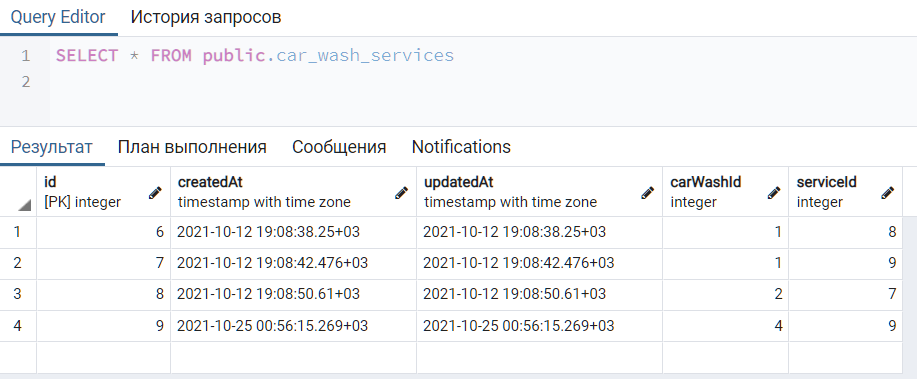 Query Editor История запросов
1 SELECT * FROM public.car_wash_services
2
Результат План выполнения Сообщения Notifications
id createdAt updatedAt carWashId serviceId
[PK] integer timestamp with time zone timestamp with time zone integer integer
1 6 2021-10-12 19:08:38.25+03 2021-10-12 19:08:38.25+03 1 8
2 7 2021-10-12 19:08:42.476+03 2021-10-12 19:08:42.476+03 1 9
3 8 2021-10-12 19:08:50.61+03 2021-10-12 19:08:50.61+03 2 7
4 9 2021-10-25 00:56:15.269+03 2021-10-25 00:56:15.269+03 4 9